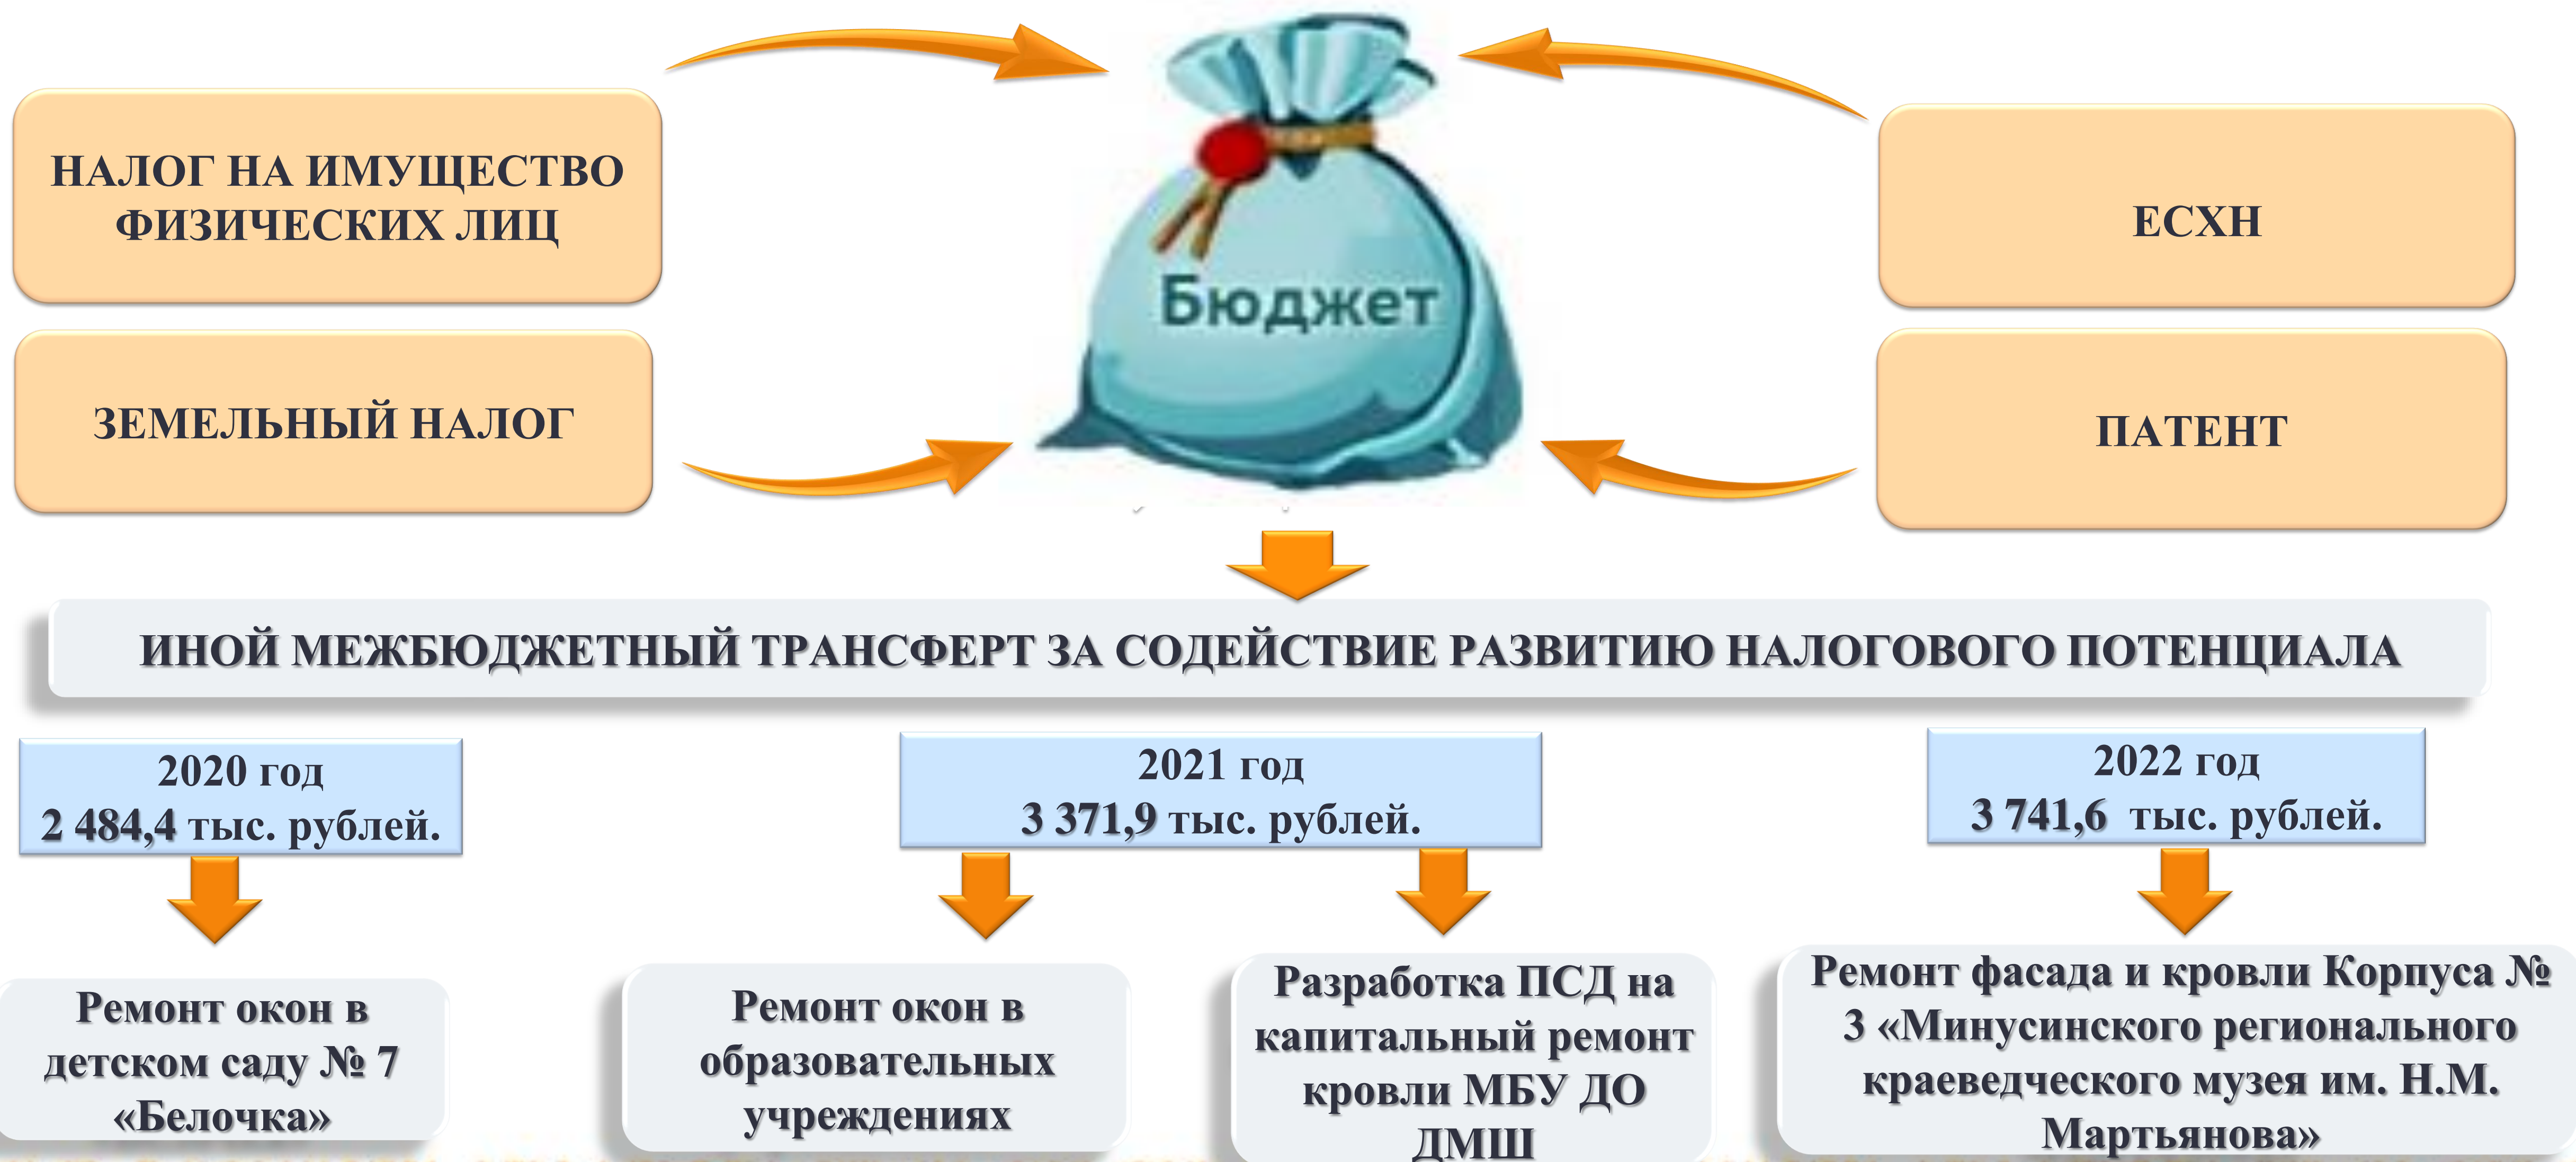 НАЛОГ НА ИМУЩЕСТВО
ФИЗИЧЕСКИХ ЛИЦ
ЗЕМЕЛЬНЫЙ НАЛОГ
Бюджет
ЕСХН
ПАТЕНТ
ИНОЙ МЕЖБЮДЖЕТНЫЙ ТРАНСФЕРТ ЗА СОДЕЙСТВИЕ РАЗВИТИЮ НАЛОГОВОГО ПОТЕНЦИАЛА
2020 год
2 484,4 тыс. рублей.
2021 год
3 371,9 тыс. рублей.
2022 год
3 741,6 тыс. рублей.
Ремонт окон в
детском саду № 7
«Белочка»
Ремонт окон в
образовательных
учреждениях
Разработка ПСД на
капитальный ремонт
кровли МБУ ДО
ДМШ
Ремонт фасада и кровли Корпуса №
3 «Минусинского регионального
краеведческого музея им. Н.М.
Мартьянова»